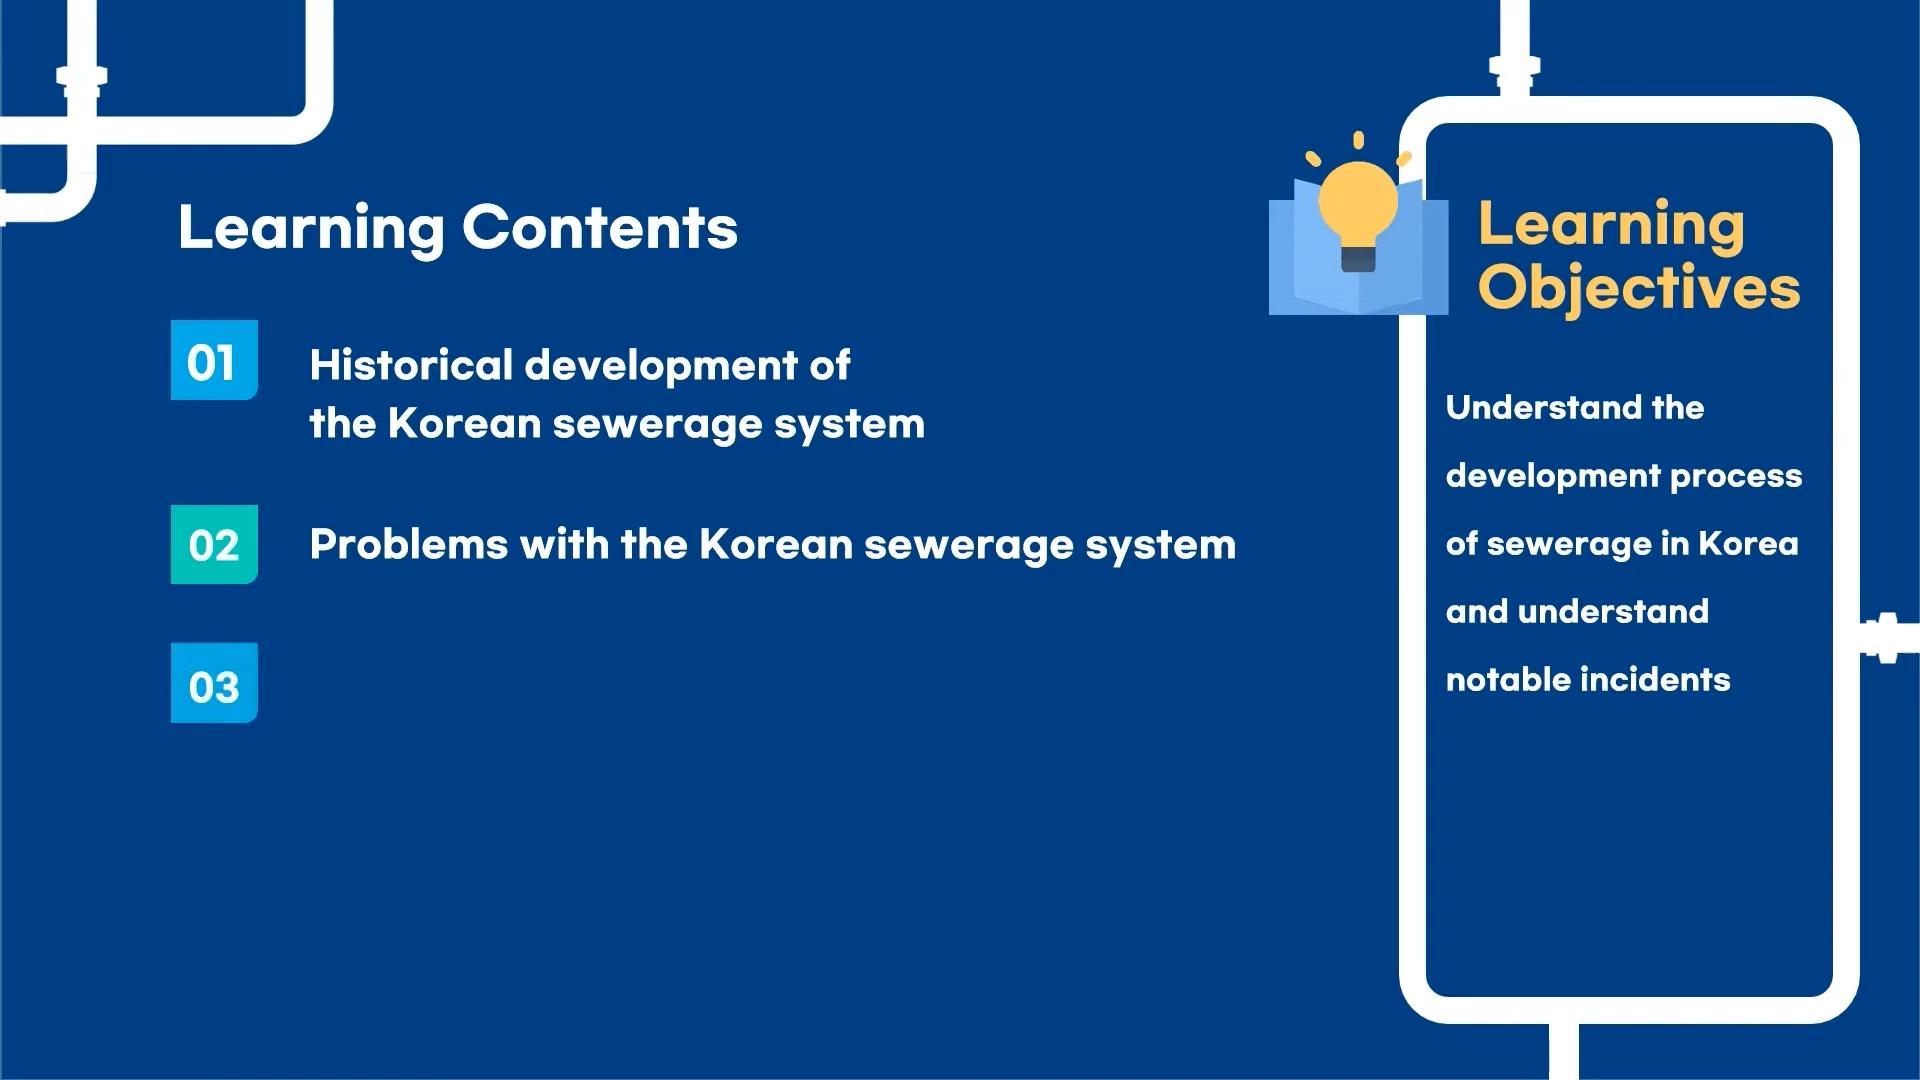 Learning Contents
01
Historical development of
the Korean sewerage system
02
Problems with the Korean sewerage system
03
Learning
Objectives
Understand the
development process
of sewerage in Korea
and understand
notable incidents